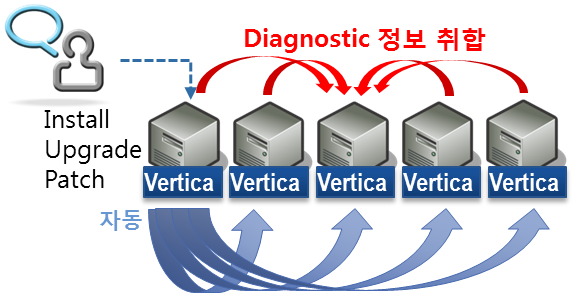 Diagnostic 정보 취합
Install
Upgrade
Patch
Vertica
Vertica
Vertica
Vertica
Vertica
자동